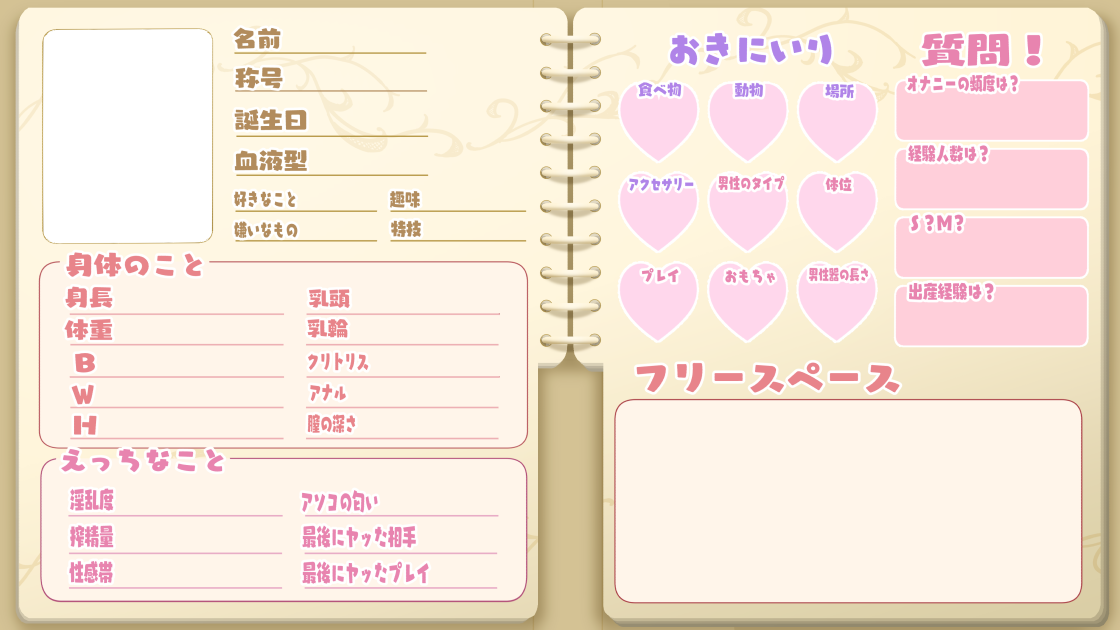 名前
称号
誕生日
血液型
好きなこと
趣味
嫌いなもの
特技
身体のこと
身長
乳頭
体重
乳輪
B
クリトリス
W
アナル
H
膣の深さ
えっちなこと
淫乱度
アソコの匂い
搾精量
最後にヤッた相手
性感帯
最後にヤッたプレイ
おきにいり
食べ物
動物
場所
アクセサリー
男性のタイプ
体位
プレイ
おもちゃ
男性器の長さ
質問！
オナニーの頻度は？
経験人数は？
S？M？
出産経験は？
フリースペース